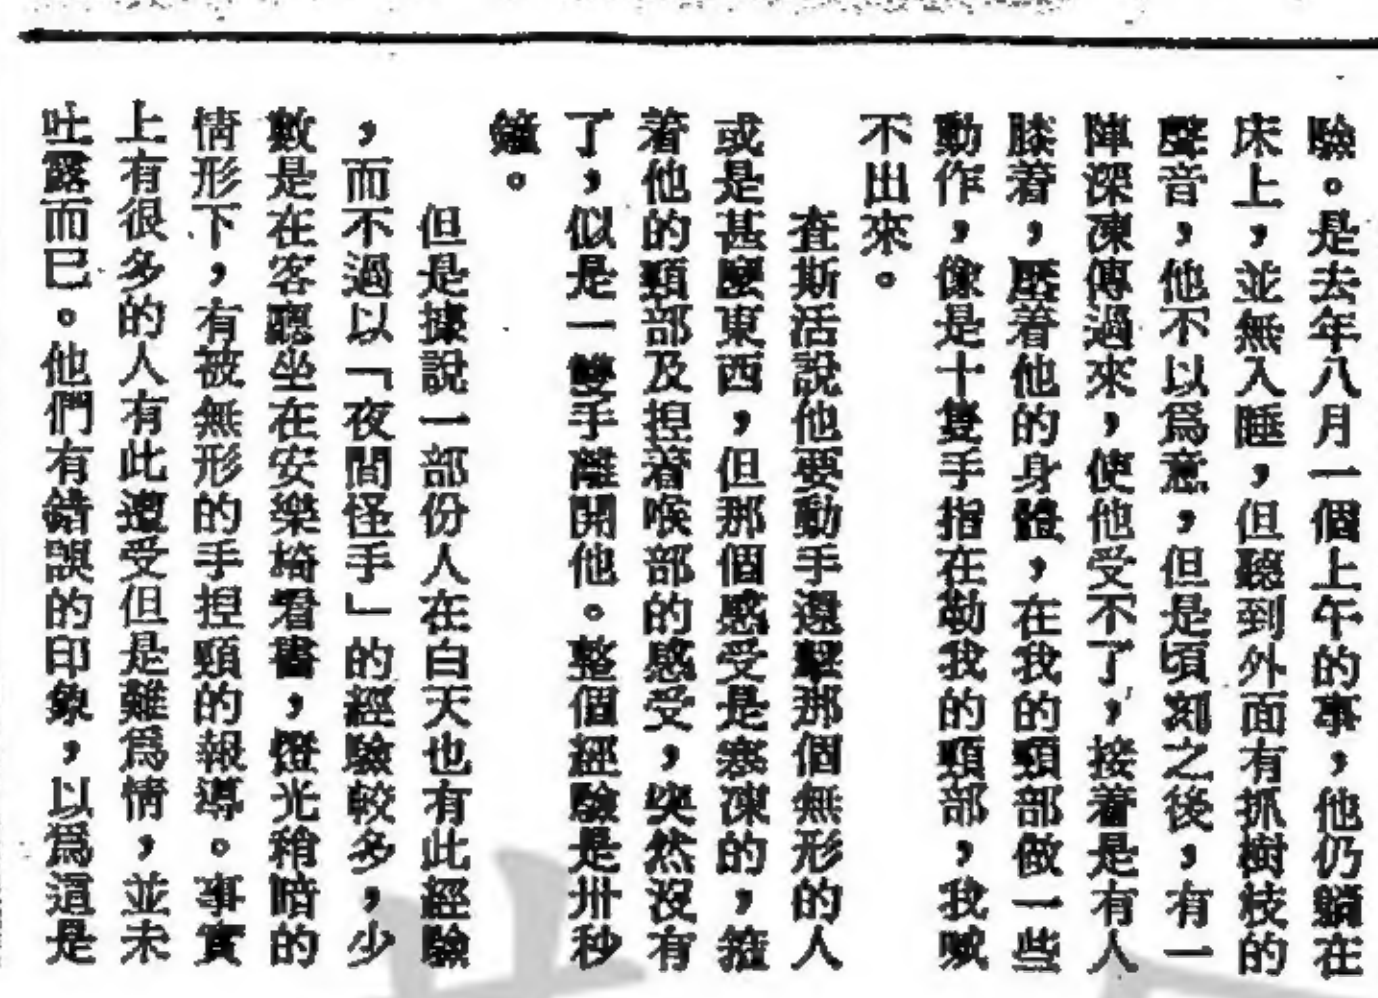 驗。是去年八月一個上午的事，他仍躺在
床上，並無入睡，但聽到外面有抓樹枝的
聲音，他不以爲意，但是頃刻之後，有一
陣深凍傳過來，使他受不了，接着是有人
膝着，壓着他的身體，在我的頸部做一些
動作，像是十隻手指在勒我的頸部，我喊
不出來。
查斯活說他要動手還擊那個無形的人
或是甚麼東西，但那個感受是寒凍的，箍
着他的頸部及揑着喉部的感受，突然沒有
了，似是一雙手離開他。整個經驗是卅秒
鐘。
但是據說一部份人在白天也有此經驗
，而不過以「夜間怪手」的經驗較多，少
數是在客廳坐在安樂椅看書，燈光稍暗的
情形下，有被無形的手揑頸的報導。事實
上有很多的人有此遭受但是難爲情，並未
吐露而已。他們有錯誤的印象，以爲這是